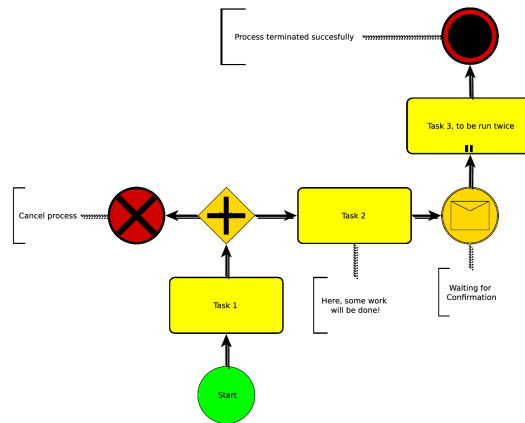 Process terminated succesfully
Task 3, to be run twice
Cancel process
Task 2
Task 1
Here, some work
will be done!
Waiting for
Confirmation
Start